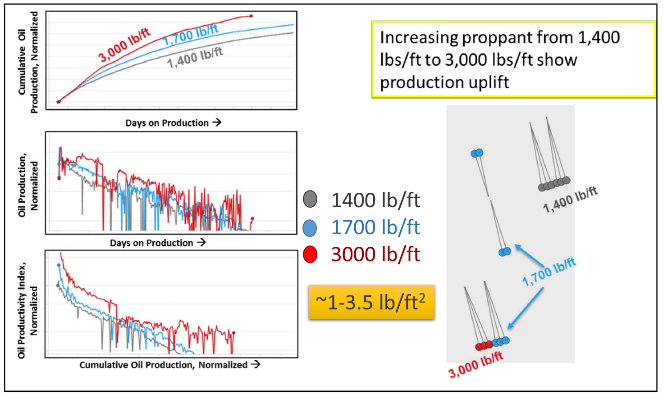 Cumulative Oil
Production, Normalized
3,000 lb/ft
1,700 lb/ft
1,400 lb/ft
Days on Production →
Increasing proppant from 1,400
lbs/ft to 3,000 lbs/ft show
production uplift
Oil Production,
Normalized
Days on Production →
Oil Productivity Index,
Normalized
Cumulative Oil Production, Normalized →
1400 lb/ft
1700 lb/ft
3000 lb/ft
~1-3.5 lb/ft²
1,400 lb/ft
1,700 lb/ft
3,000 lb/ft